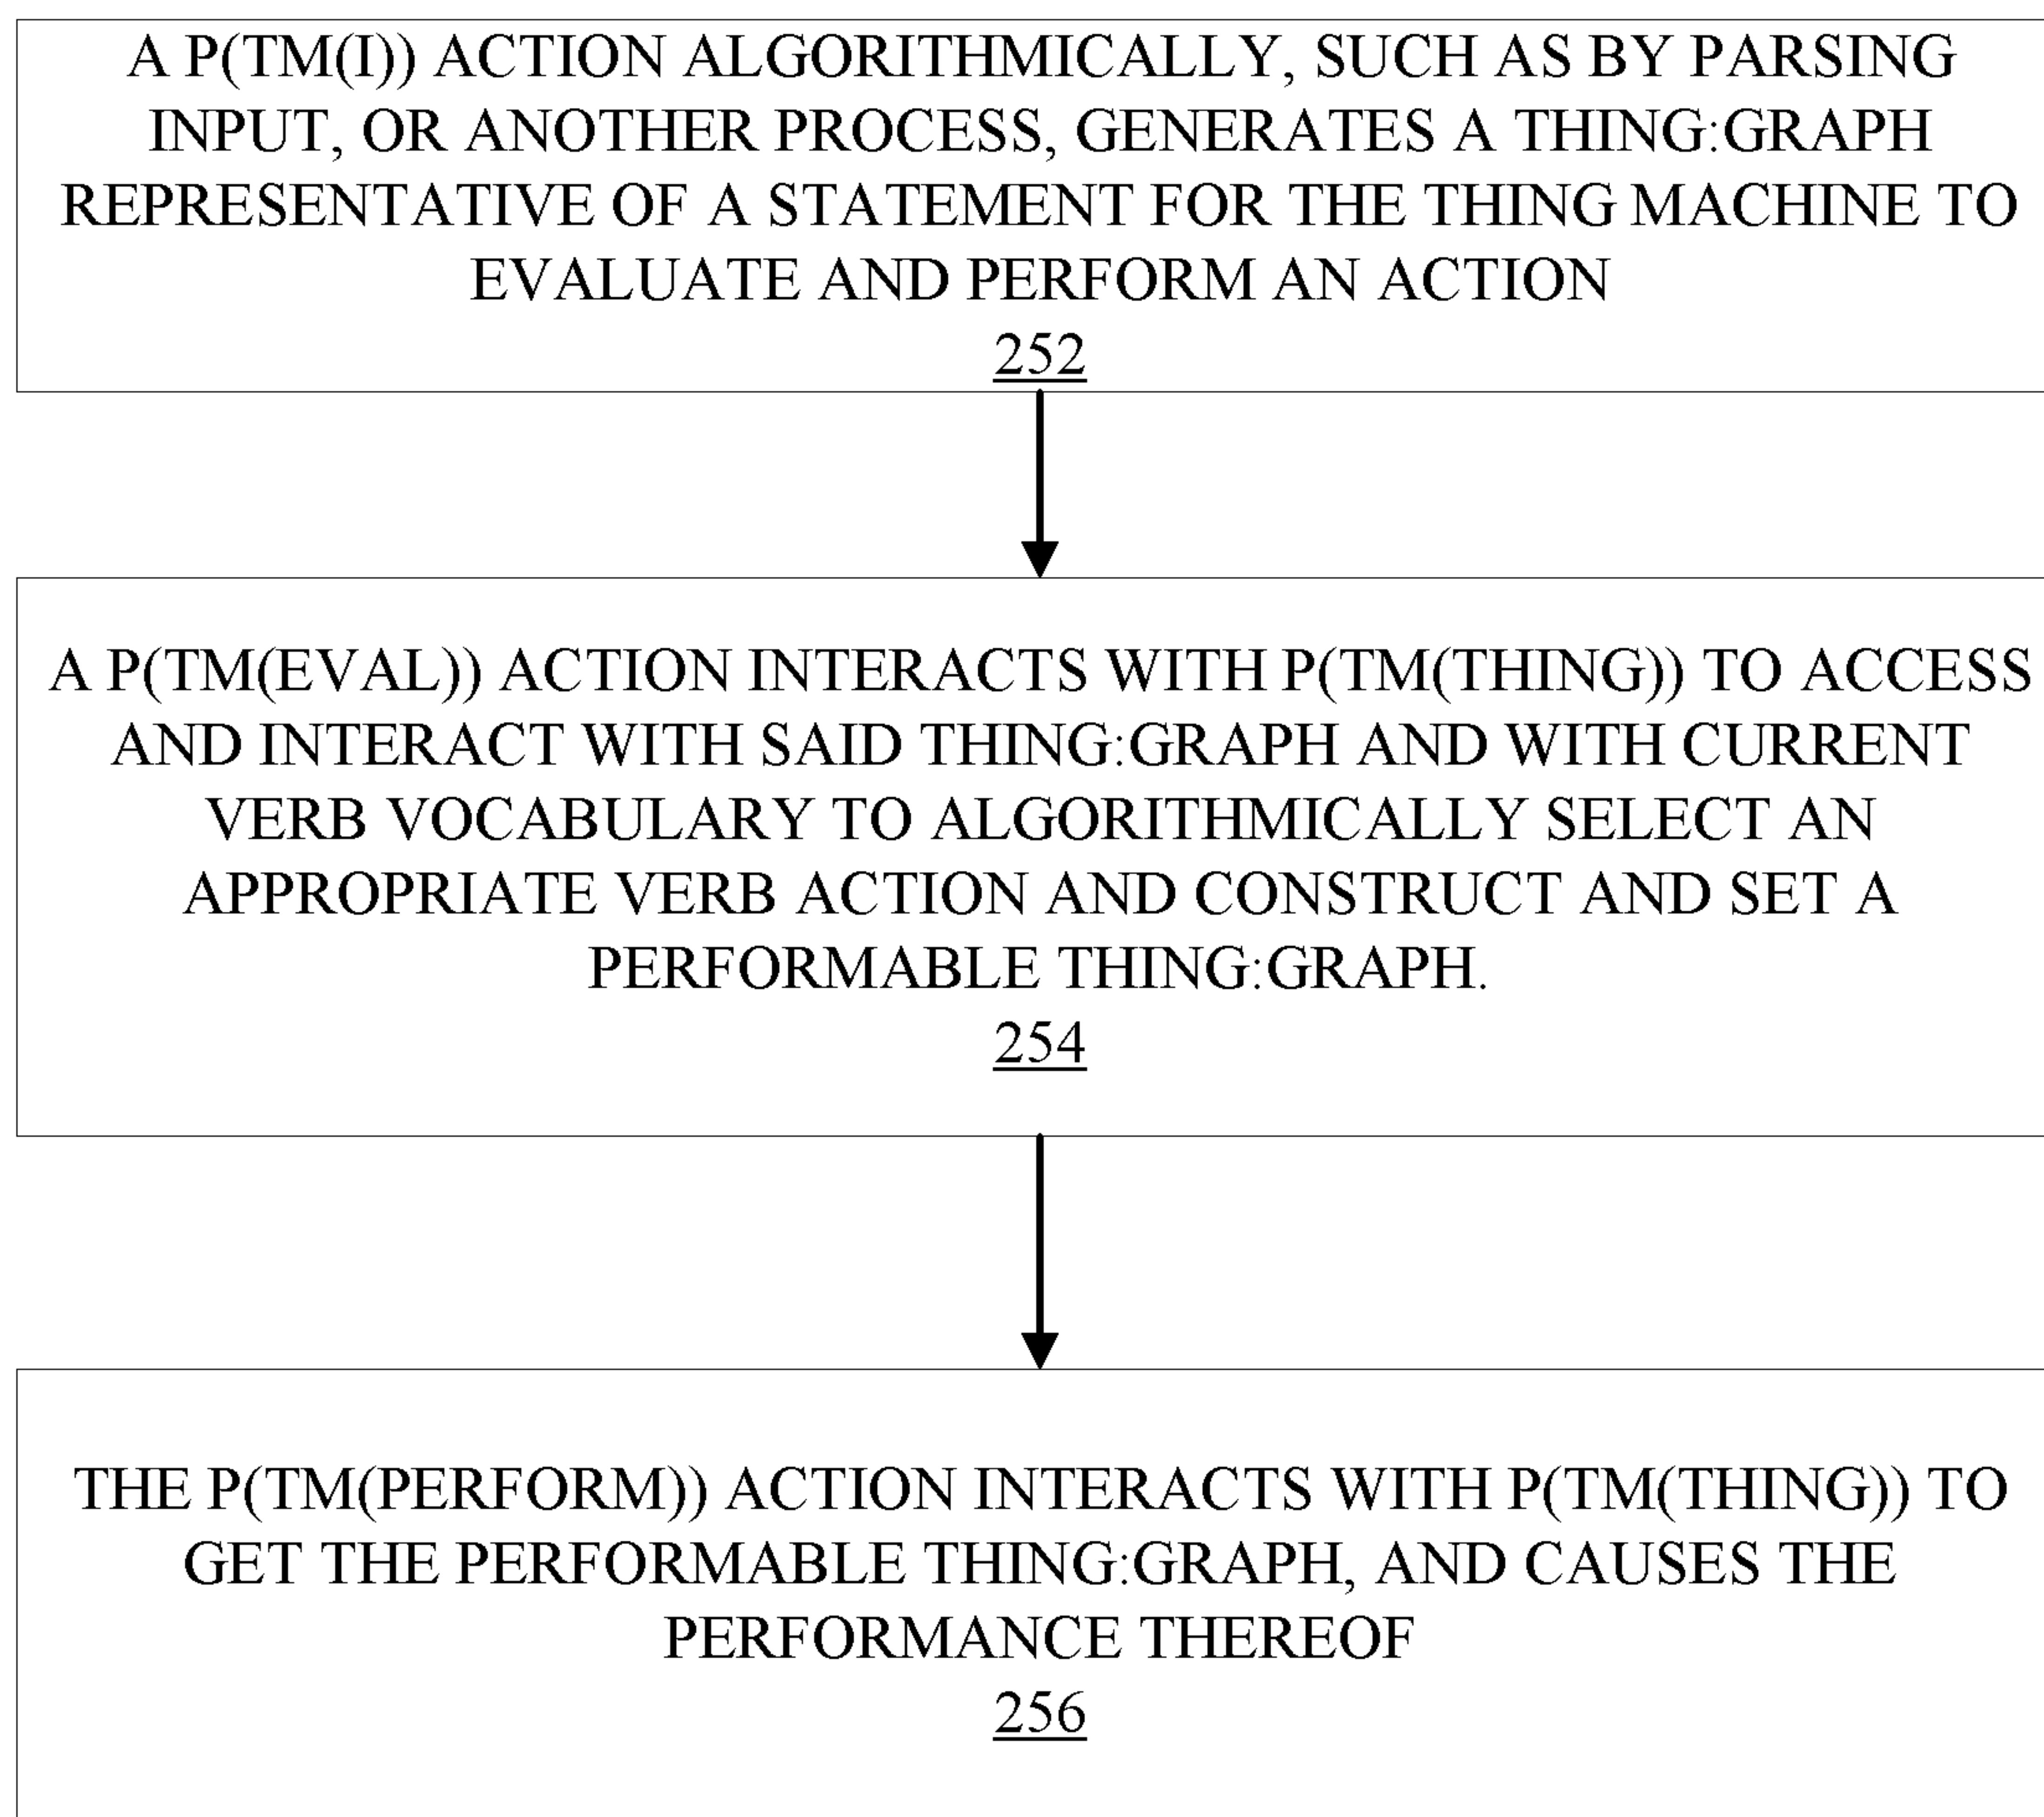 A P(TM(I)) ACTION ALGORITHMICALLY, SUCH AS BY PARSING
INPUT, OR ANOTHER PROCESS, GENERATES A THING:GRAPH
REPRESENTATIVE OF A STATEMENT FOR THE THING MACHINE TO
EVALUATE AND PERFORM AN ACTION
252
A P(TM(EVAL)) ACTION INTERACTS WITH P(TM(THING)) TO ACCESS
AND INTERACT WITH SAID THING:GRAPH AND WITH CURRENT
VERB VOCABULARY TO ALGORITHMICALLY SELECT AN
APPROPRIATE VERB ACTION AND CONSTRUCT AND SET A
PERFORMABLE THING:GRAPH.
254
THE P(TM(PERFORM)) ACTION INTERACTS WITH P(TM(THING)) TO
GET THE PERFORMABLE THING:GRAPH, AND CAUSES THE
PERFORMANCE THEREOF
256